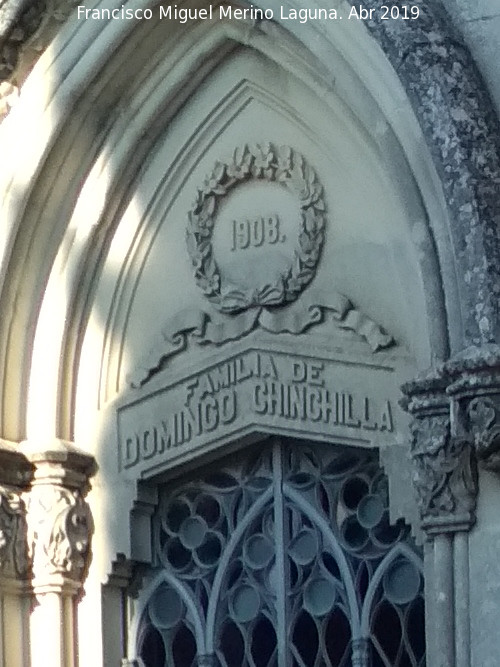 Francisco Miguel Merino Laguna. Abr 2019
1908.
FAMILIA DE
DOMINGO CHINCHILLA